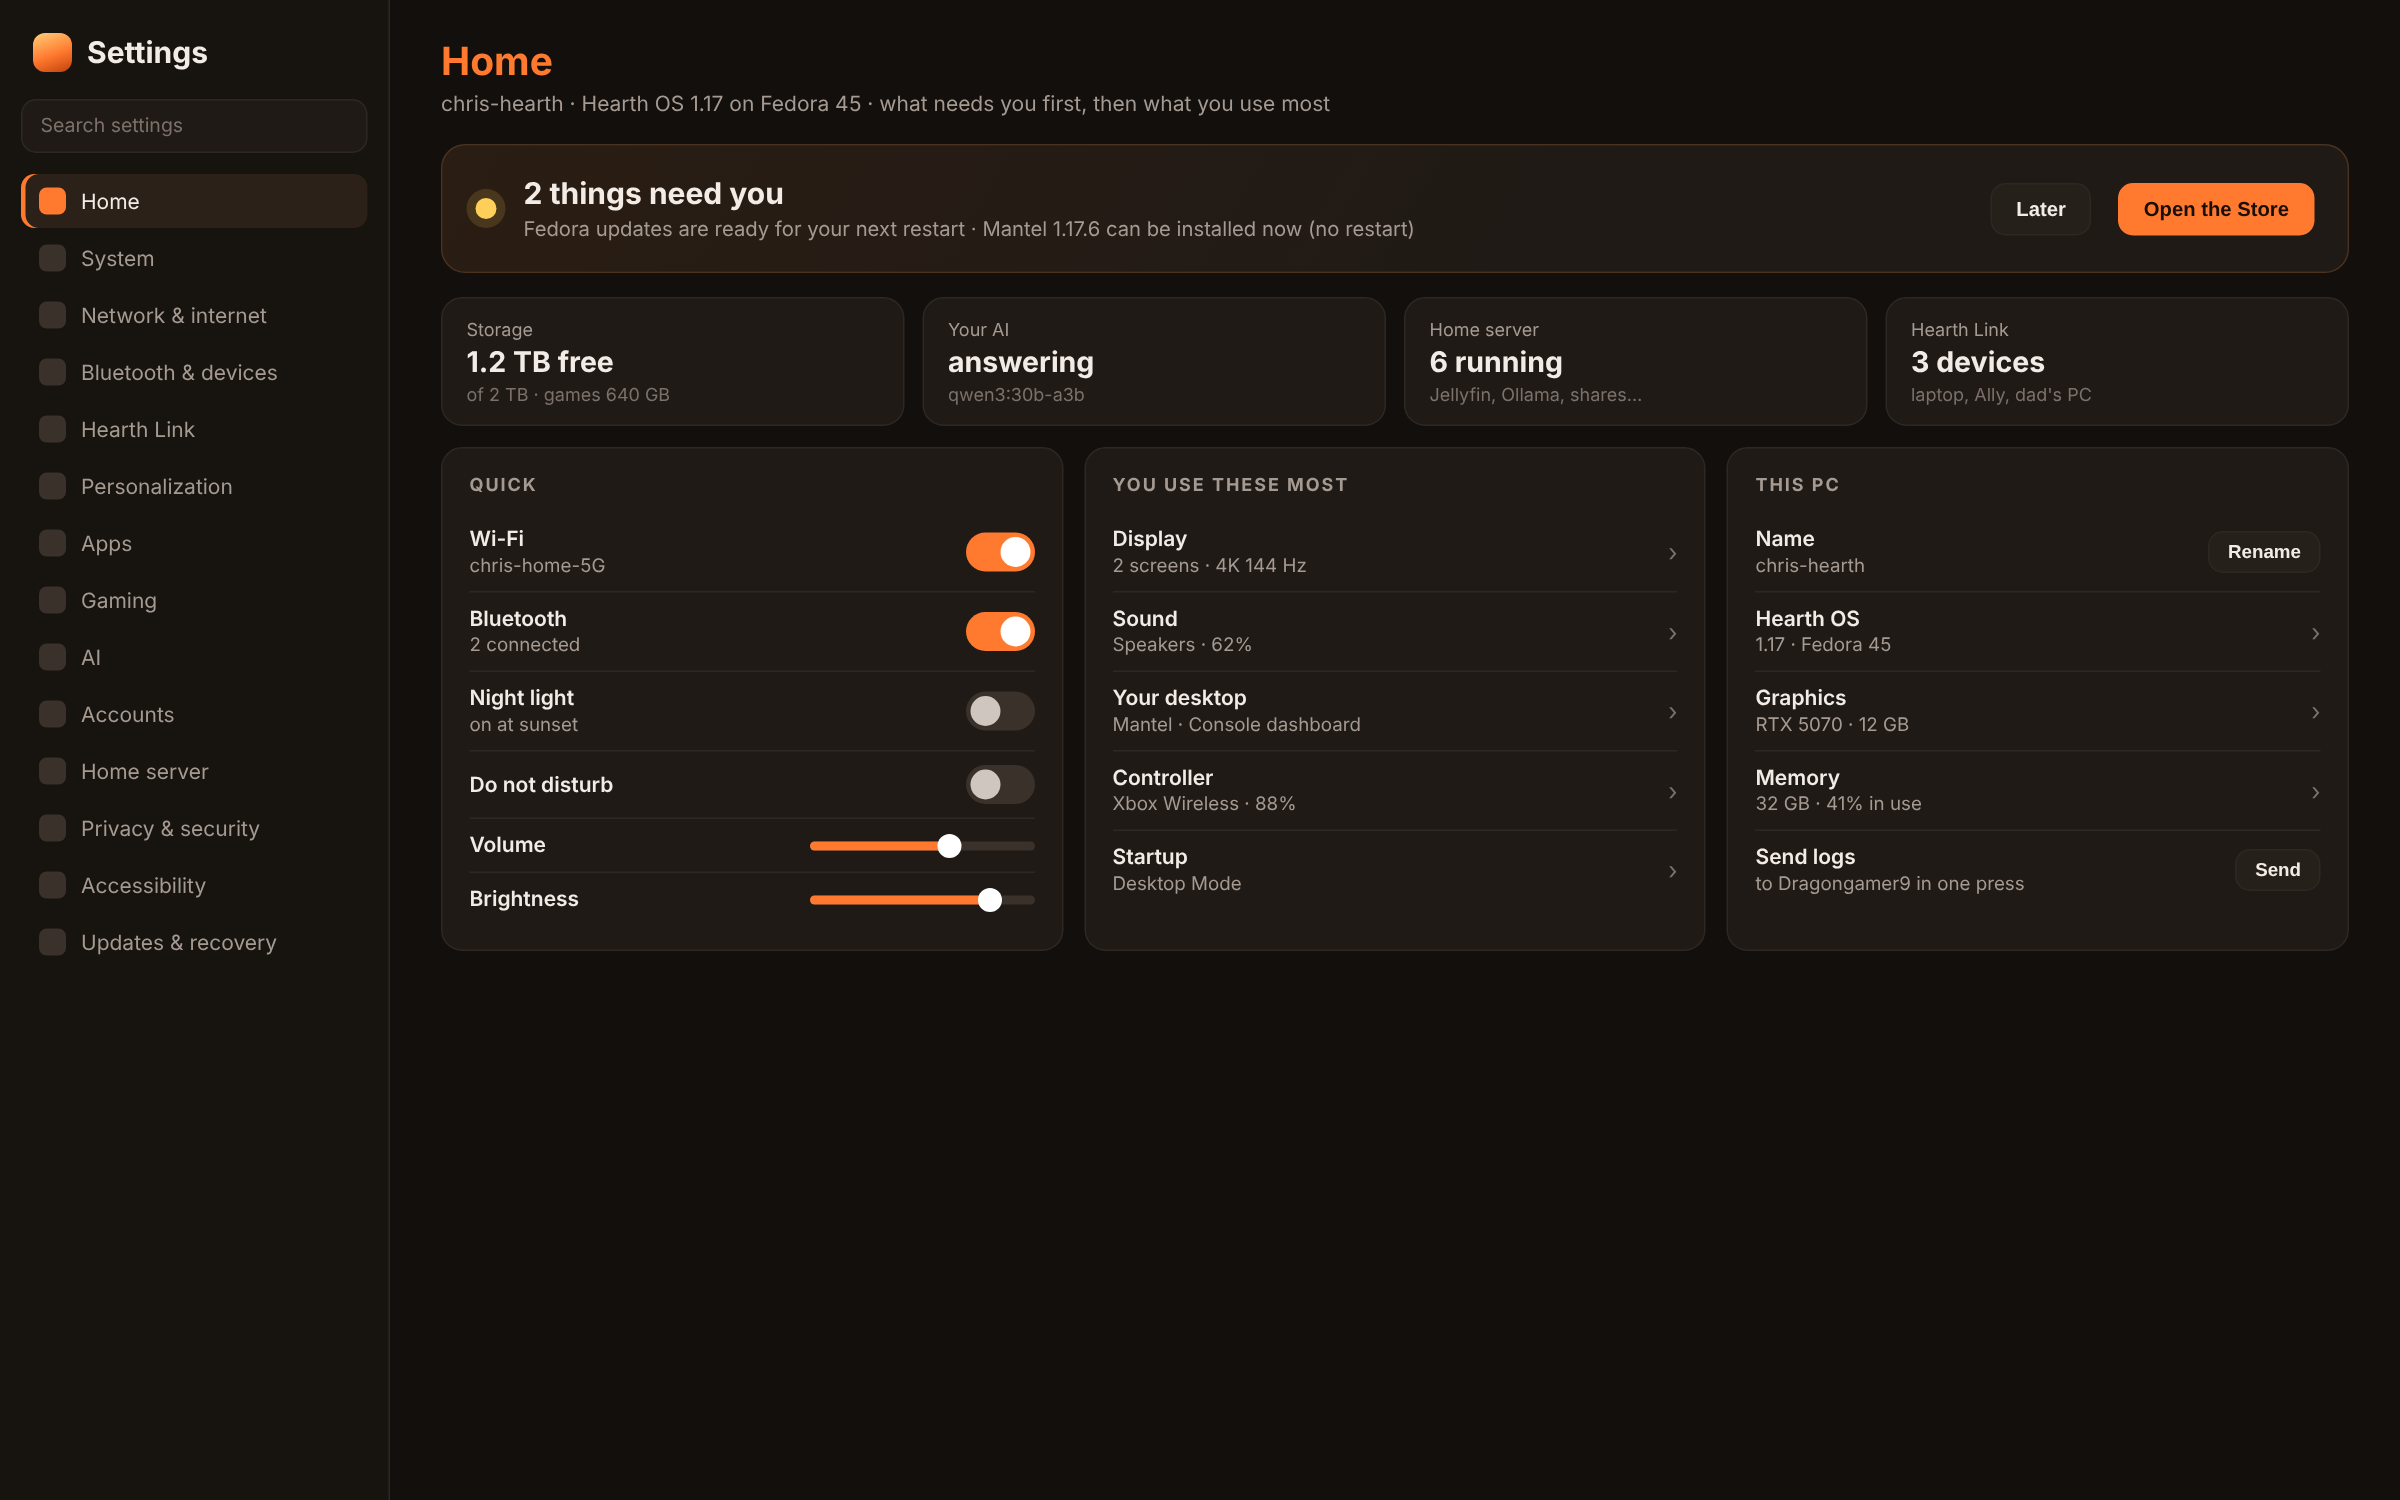 Settings
Search settings
Home
System
Network & internet
Bluetooth & devices
Hearth Link
Personalization
Apps
Gaming
AI
Accounts
Home server
Privacy & security
Accessibility
Updates & recovery
Home
chris-hearth · Hearth OS 1.17 on Fedora 45 · what needs you first, then what you use most
2 things need you
Fedora updates are ready for your next restart · Mantel 1.17.6 can be installed now (no restart)
Later
Open the Store
Storage
1.2 TB free
of 2 TB · games 640 GB
Your AI
answering
qwen3:30b-a3b
Home server
6 running
Jellyfin, Ollama, shares...
Hearth Link
3 devices
laptop, Ally, dad's PC
QUICK
Wi-Fi
chris-home-5G
Bluetooth
2 connected
Night light
on at sunset
Do not disturb
Volume
Brightness
YOU USE THESE MOST
Display
2 screens · 4K 144 Hz
Sound
Speakers · 62%
Your desktop
Mantel · Console dashboard
Controller
Xbox Wireless · 88%
Startup
Desktop Mode
THIS PC
Name
chris-hearth
Rename
Hearth OS
1.17 · Fedora 45
Graphics
RTX 5070 · 12 GB
Memory
32 GB · 41% in use
Send logs
to Dragongamer9 in one press
Send